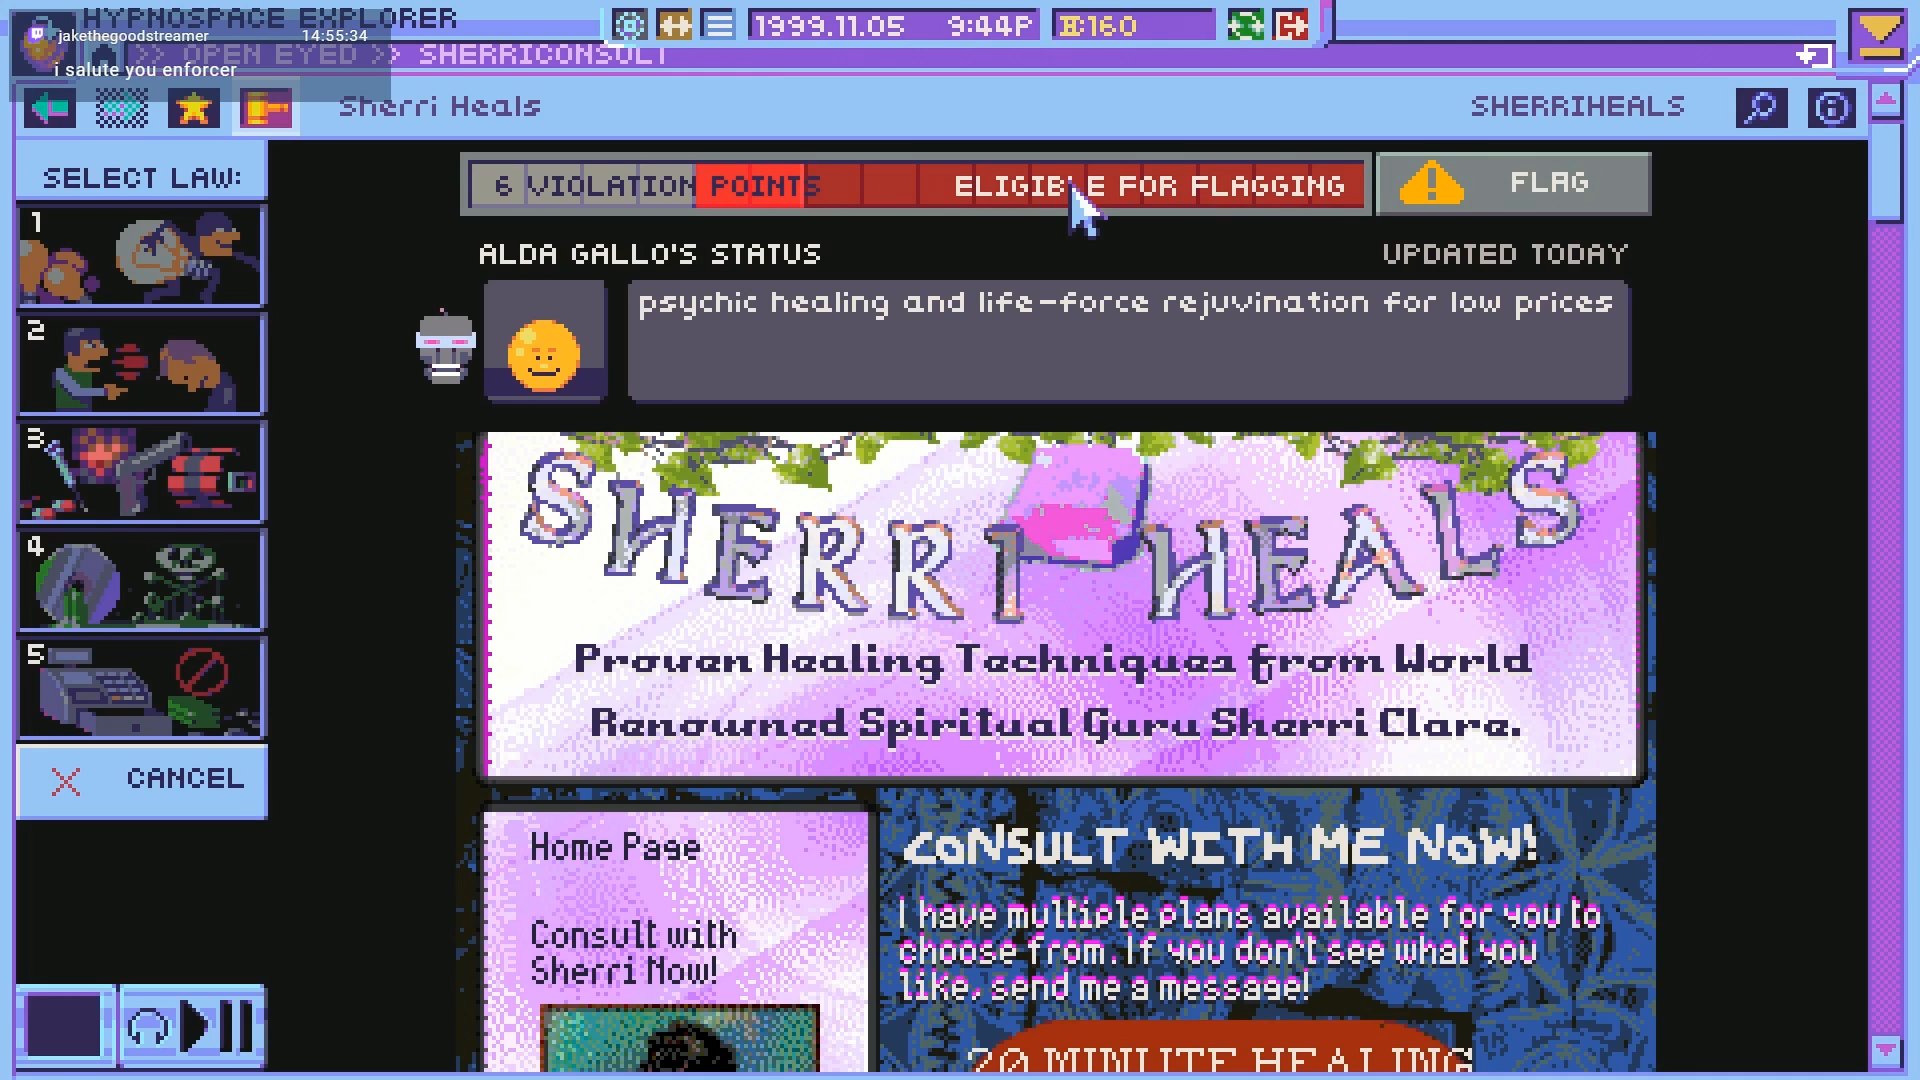 HYPNOSPACE EXPLORER
jakethegoodstreamer 14:55:34
i salute you enforcer
1999.11.05 9:44P
160
>> OPEN EYED >> SHERRICONSULT
Sherri Heals
SHERRIHEALS
SELECT LAW:
1
2
3
4
5
CANCEL
6 VIOLATION POINTS
ELIGIBLE FOR FLAGGING
FLAG
ALDA GALLO'S STATUS
UPDATED TODAY
psychic healing and life-force rejuvination for low prices
SHERRI HEALS
Proven Healing Techniques from World
Renowned Spiritual Guru Sherri Clare.
Home Page
Consult with
Sherri Now!
CONSULT WITH ME NOW!
I have multiple plans available for you to
choose from. If you don't see what you
like, send me a message!
20 MINUTE HEALING